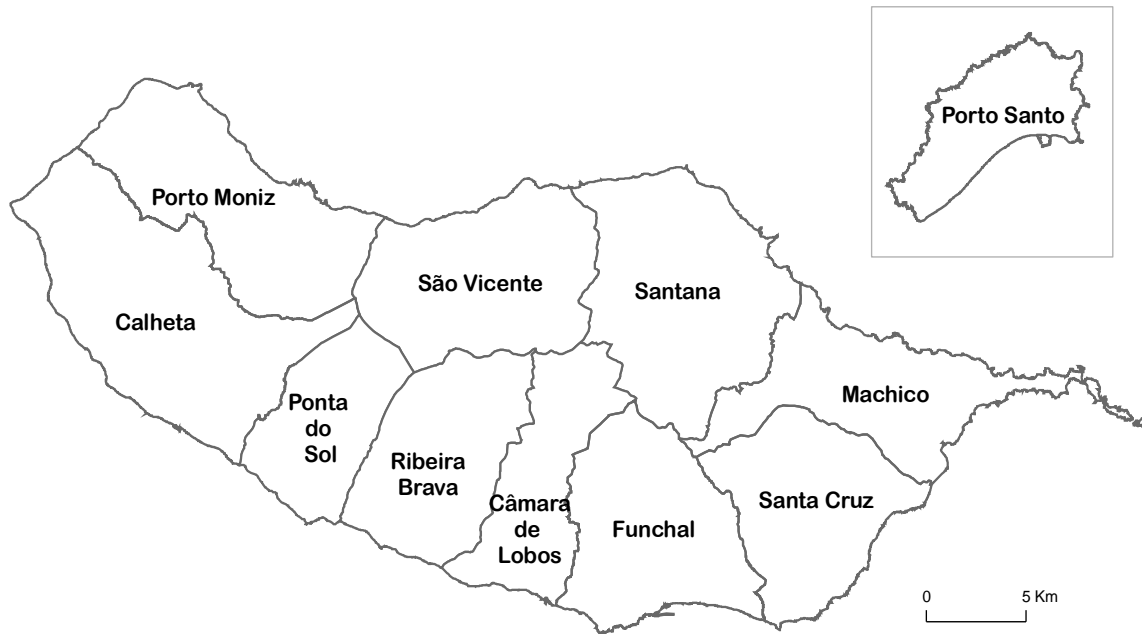 Porto Santo
Porto Moniz
São Vicente
Santana
Calheta
Machico
Ponta
do
Sol
Ribeira
Brava
Câmara
de
Lobos
Funchal
Santa Cruz
0 5 Km